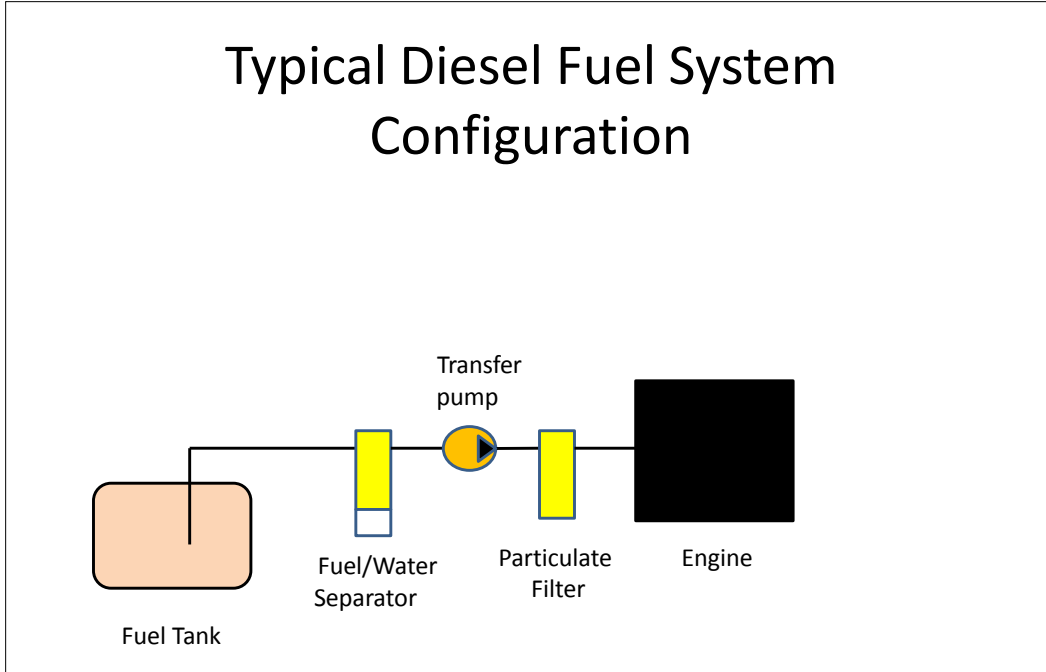 Typical Diesel Fuel System
Configuration
Transfer
pump
Fuel/Water
Separator
Particulate
Filter
Engine
Fuel Tank